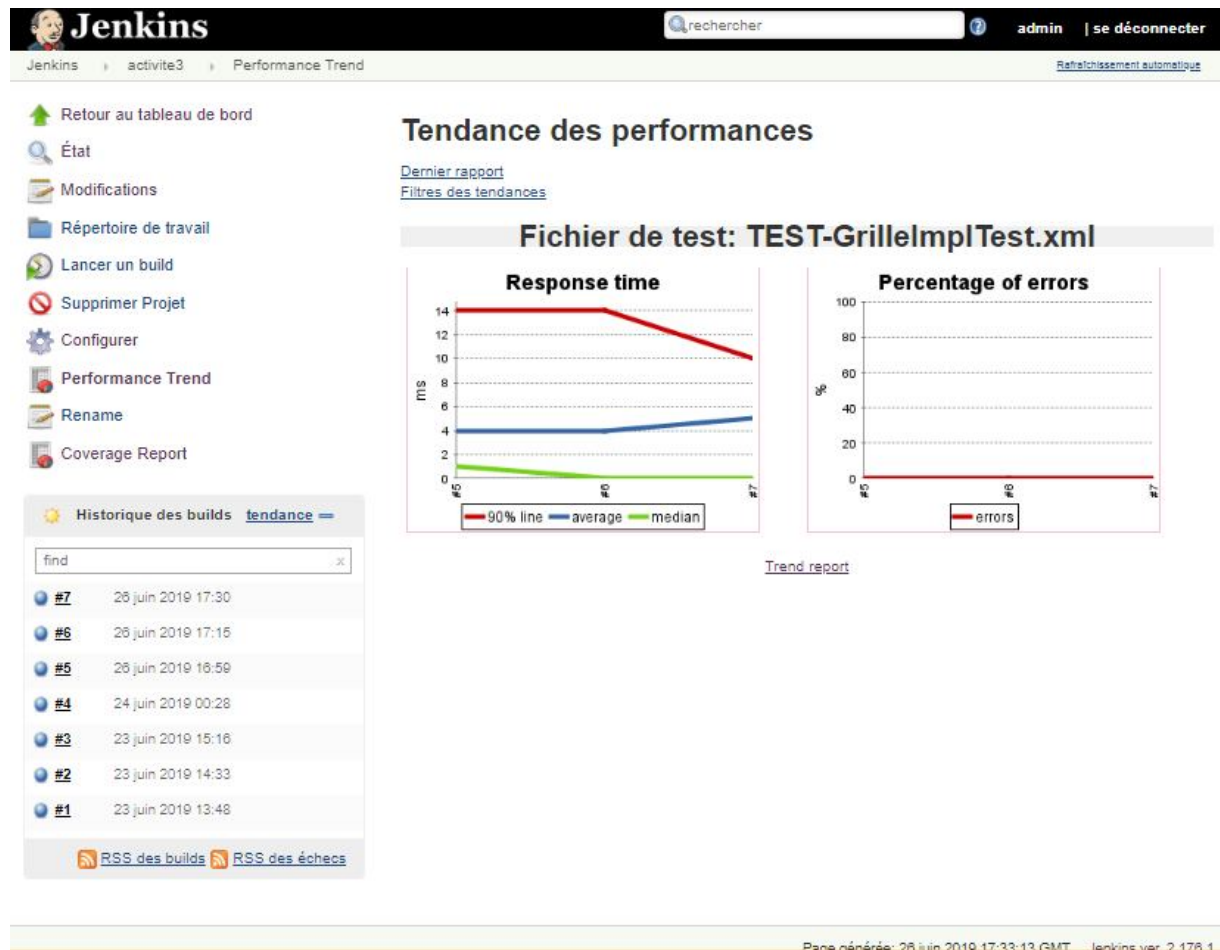 Jenkins
rechercher
admin | se déconnecter
Jenkins activite3 Performance Trend
Rafraîchissement automatique
Retour au tableau de bord
État
Modifications
Répertoire de travail
Lancer un build
Supprimer Projet
Configurer
Performance Trend
Rename
Coverage Report
Historique des builds tendance
find x
#7 26 juin 2019 17:30
#6 26 juin 2019 17:15
#5 26 juin 2019 16:59
#4 24 juin 2019 00:28
#3 23 juin 2019 15:16
#2 23 juin 2019 14:33
#1 23 juin 2019 13:48
RSS des builds RSS des échecs
Tendance des performances
Dernier rapport
Filtres des tendances
Fichier de test: TEST-GrilleImplTest.xml
Response time
14
12
10
8
6
4
2
0
ms
#5 #6 #7
90% line average median
Percentage of errors
100
80
60
40
20
0
%
#5 #6 #7
errors
Trend report
Page générée: 26 juin 2019 17:33:13 GMT Jenkins ver. 2.176.1